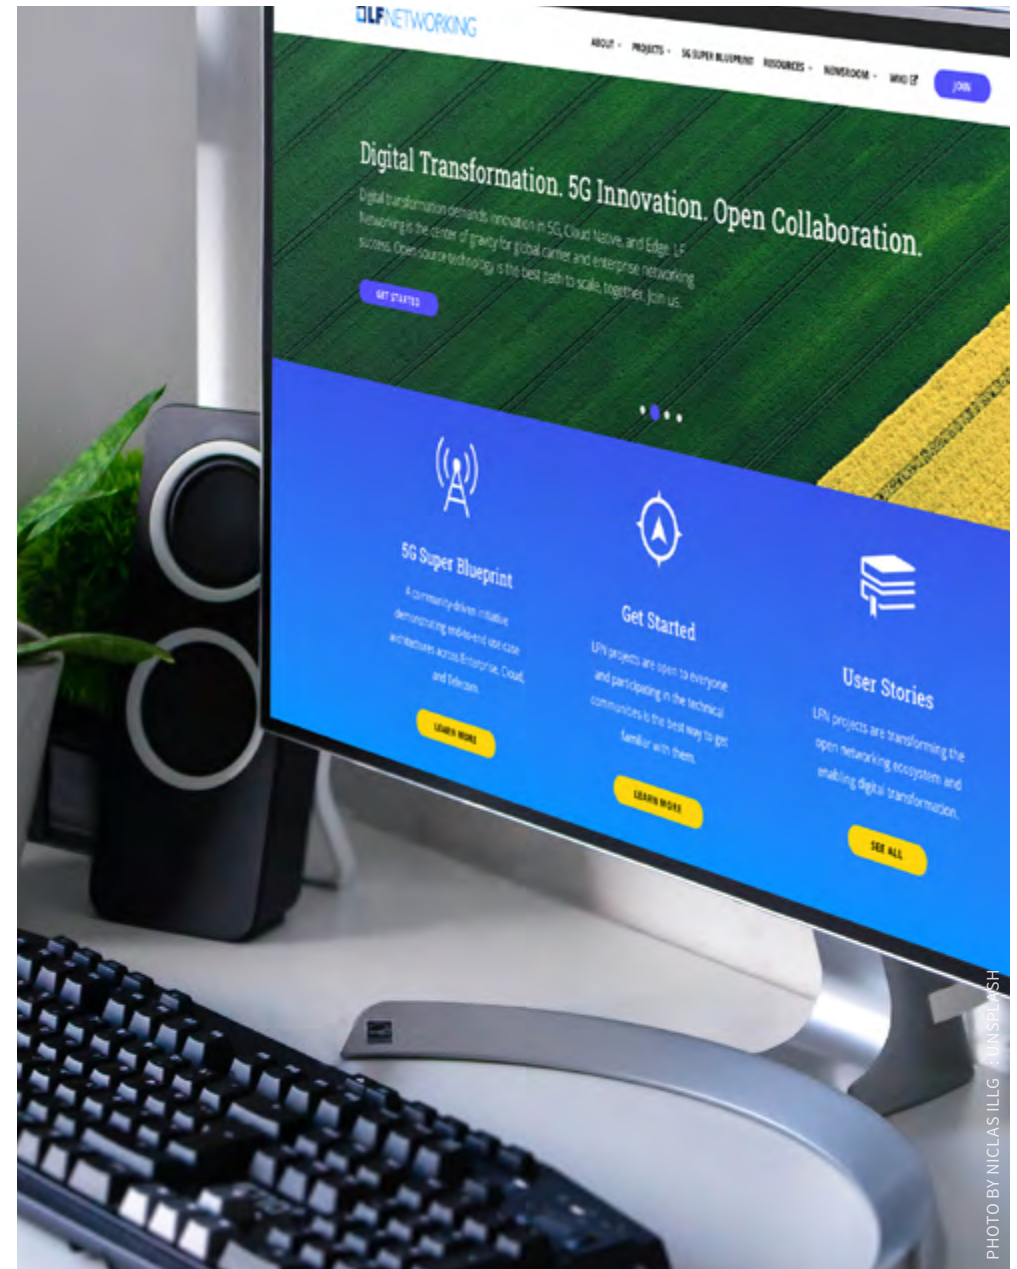 LFNETWORKING
ABOUT PROJECTS 5G SUPER BLUEPRINT RESOURCES NEWSROOM WIKI JOIN
Digital Transformation. 5G Innovation. Open Collaboration.
Digital transformation demands innovation in 5G, Cloud Native, and Edge. LF
Networking is the center of gravity for global carrier and enterprise networking
success. Open source technology is the best path to scale, together. Join us.
GET STARTED
5G Super Blueprint
A community-driven initiative
demonstrating end-to-end use case
architectures across Enterprise, Cloud,
and Telecom.
LEARN MORE
Get Started
LFN projects are open to everyone
and participating in the technical
communities is the best way to get
familiar with them.
LEARN MORE
User Stories
LFN projects are transforming the
open networking ecosystem and
enabling digital transformation.
SEE ALL
PHOTO BY NICLAS ILLG / UNSPLASH